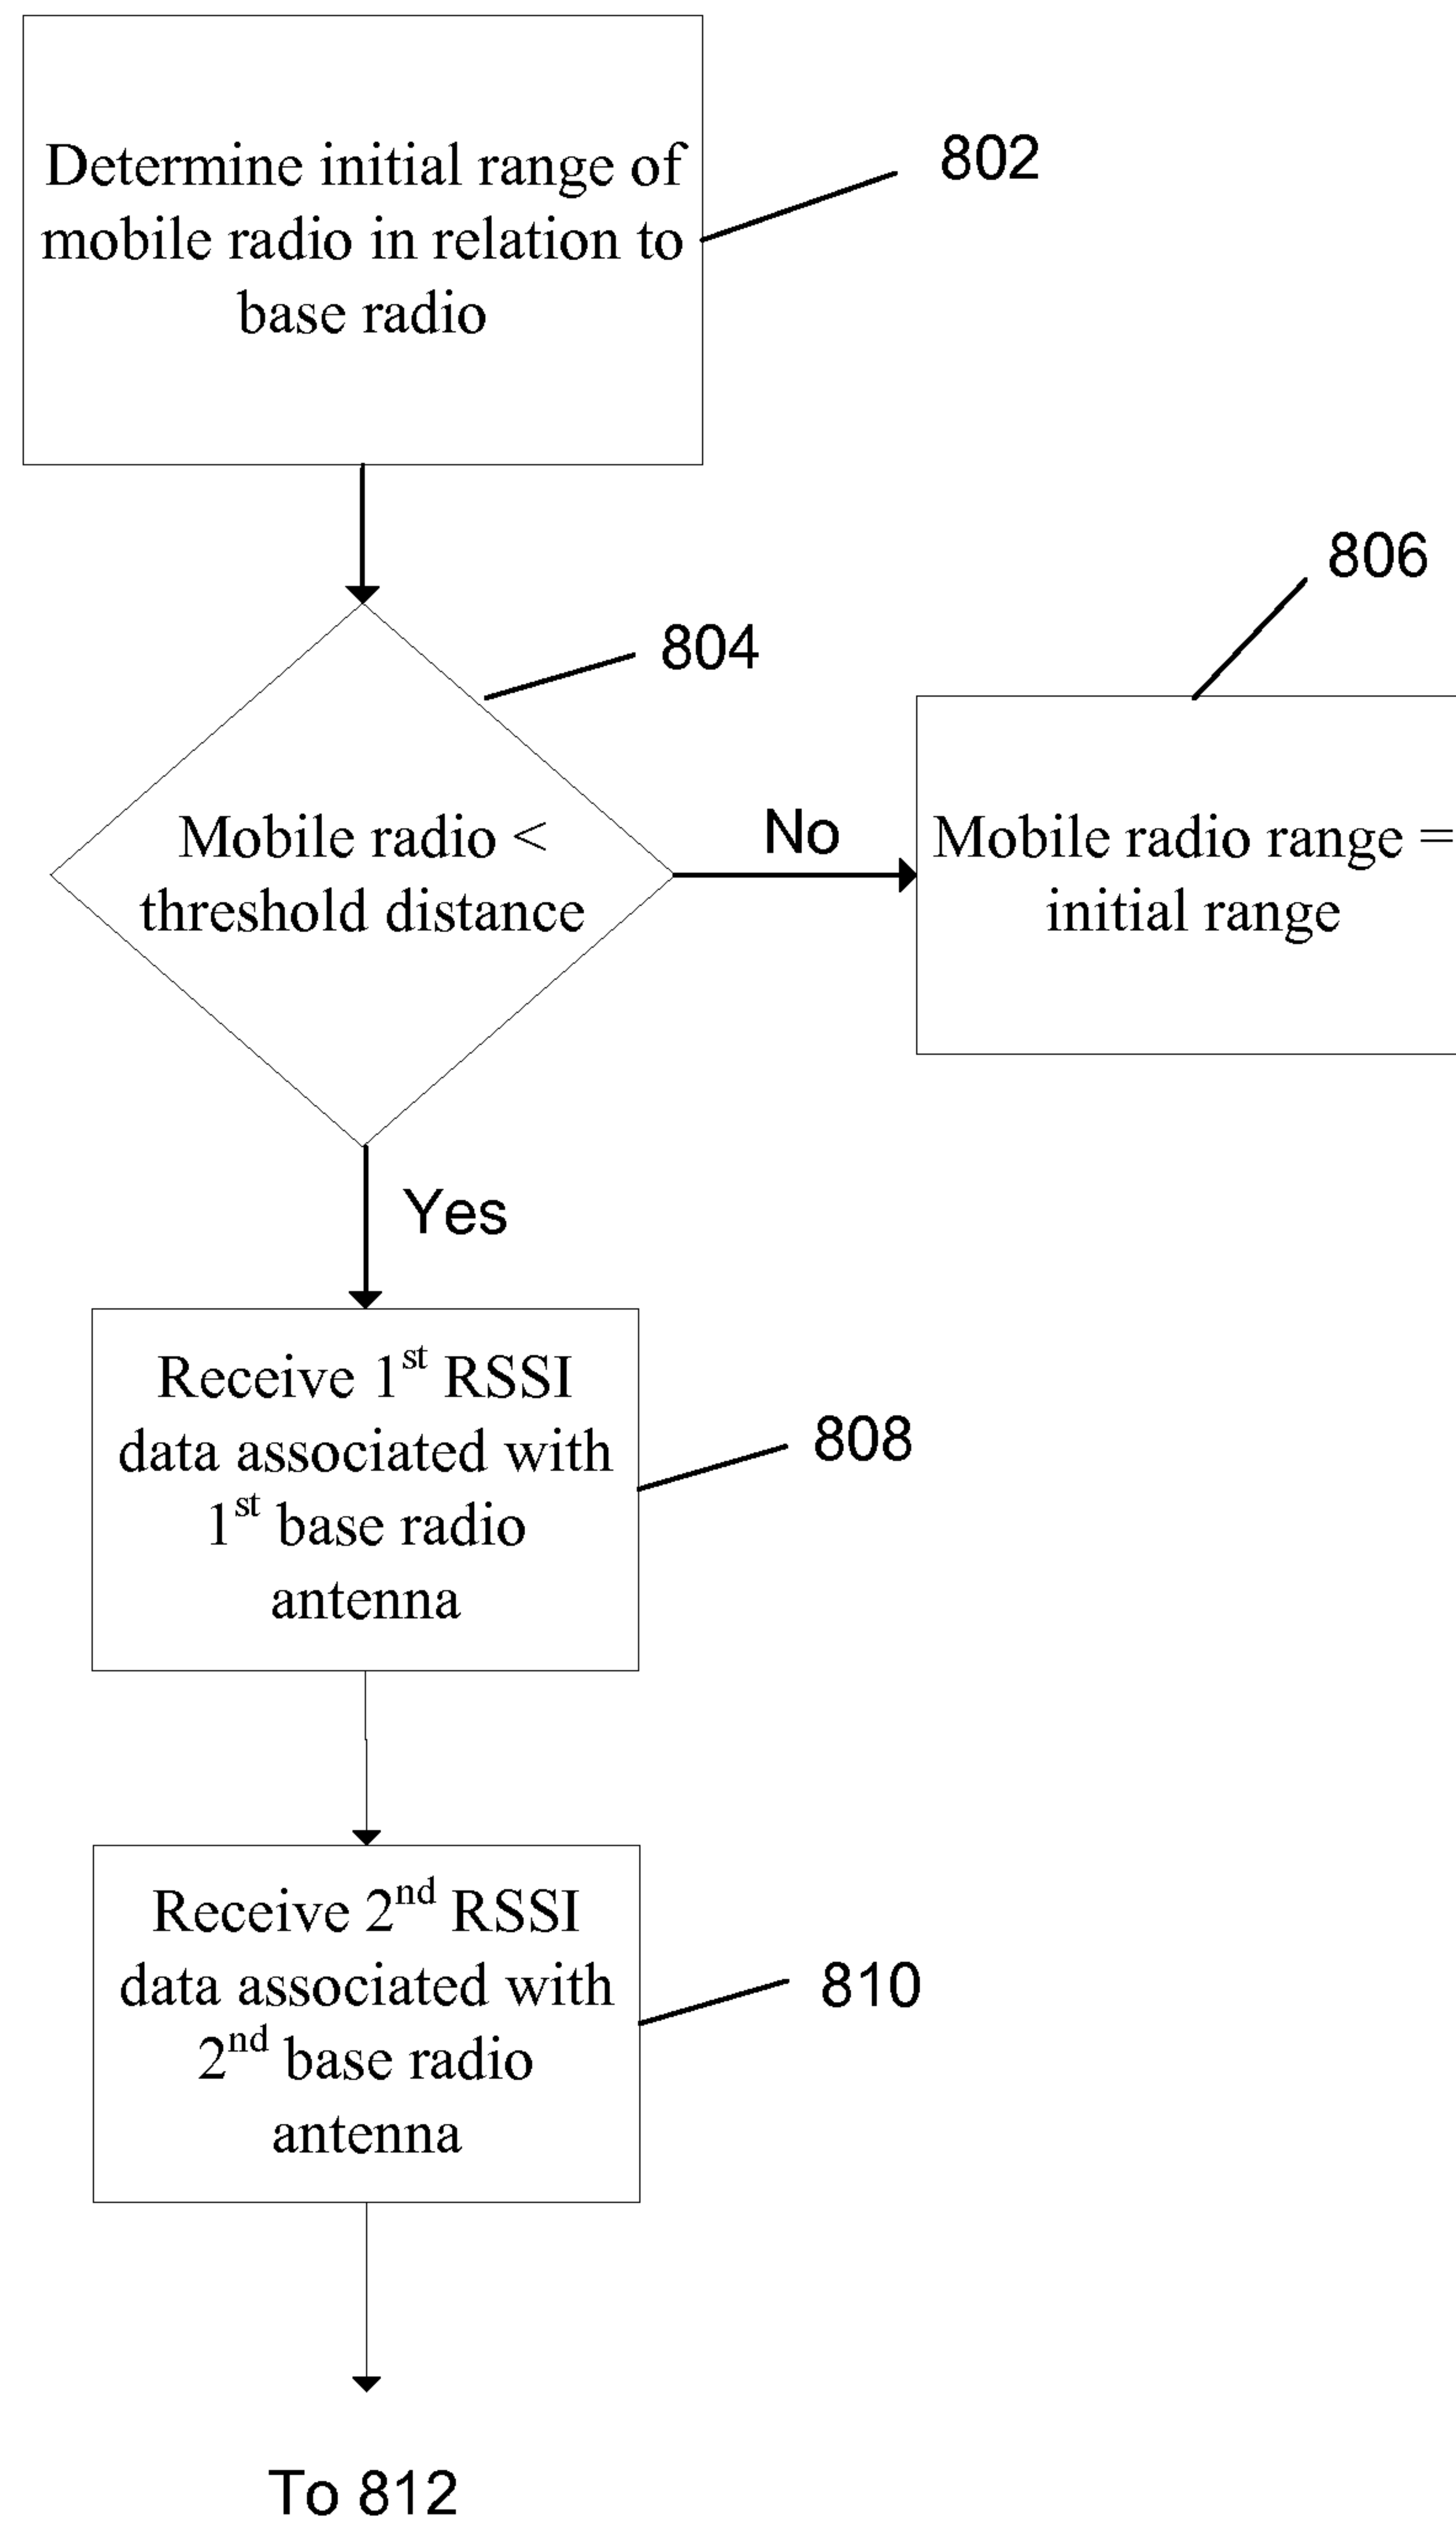 Determine initial range of
mobile radio in relation to
base radio
802
804
806
Mobile radio <
threshold distance
No
Mobile radio range =
initial range
Yes
Receive 1st RSSI
data associated with
1st base radio
antenna
808
Receive 2nd RSSI
data associated with
2nd base radio
antenna
810
To 812